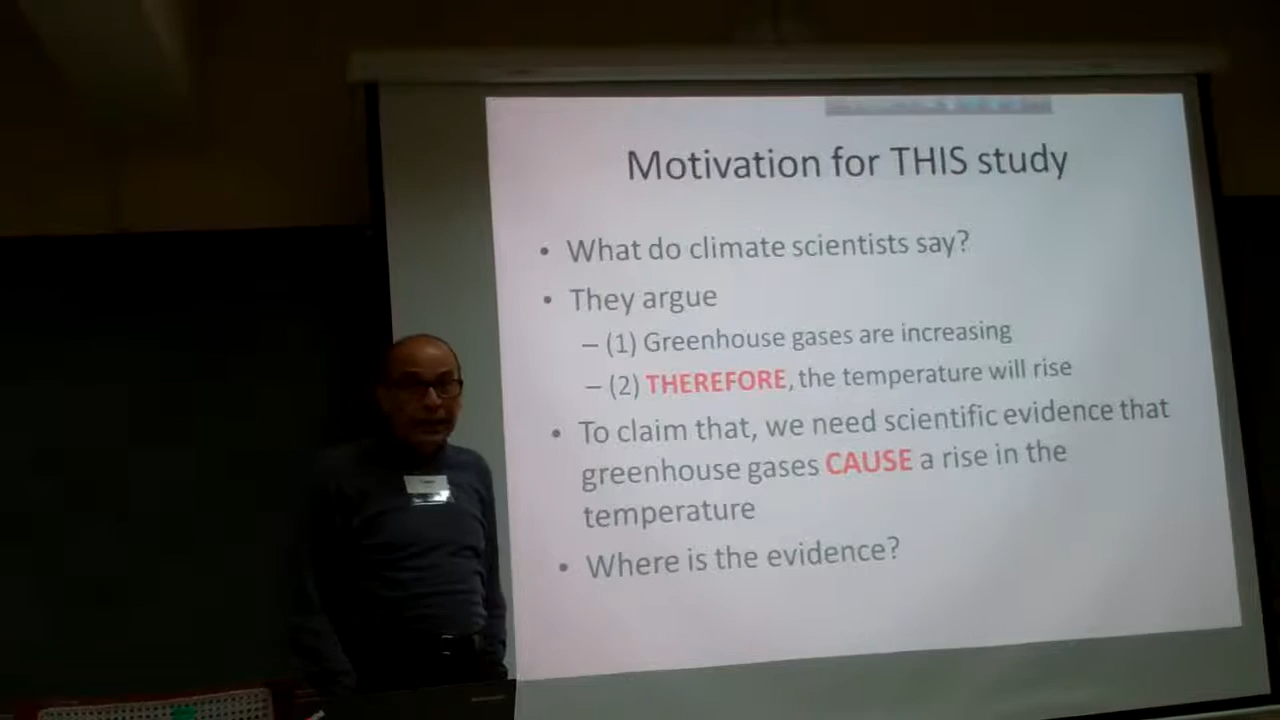 Motivation for THIS study
• What do climate scientists say?
• They argue
– (1) Greenhouse gases are increasing
– (2) THEREFORE, the temperature will rise
• To claim that, we need scientific evidence that
greenhouse gases CAUSE a rise in the
temperature
• Where is the evidence?